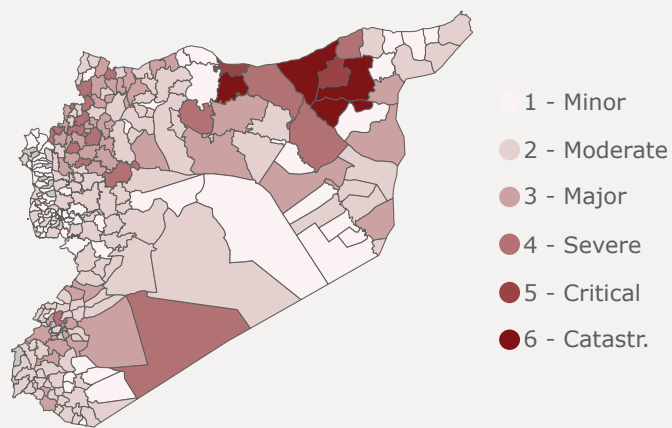 1 - Minor
2 - Moderate
3 - Major
4 - Severe
5 - Critical
6 - Catastr.